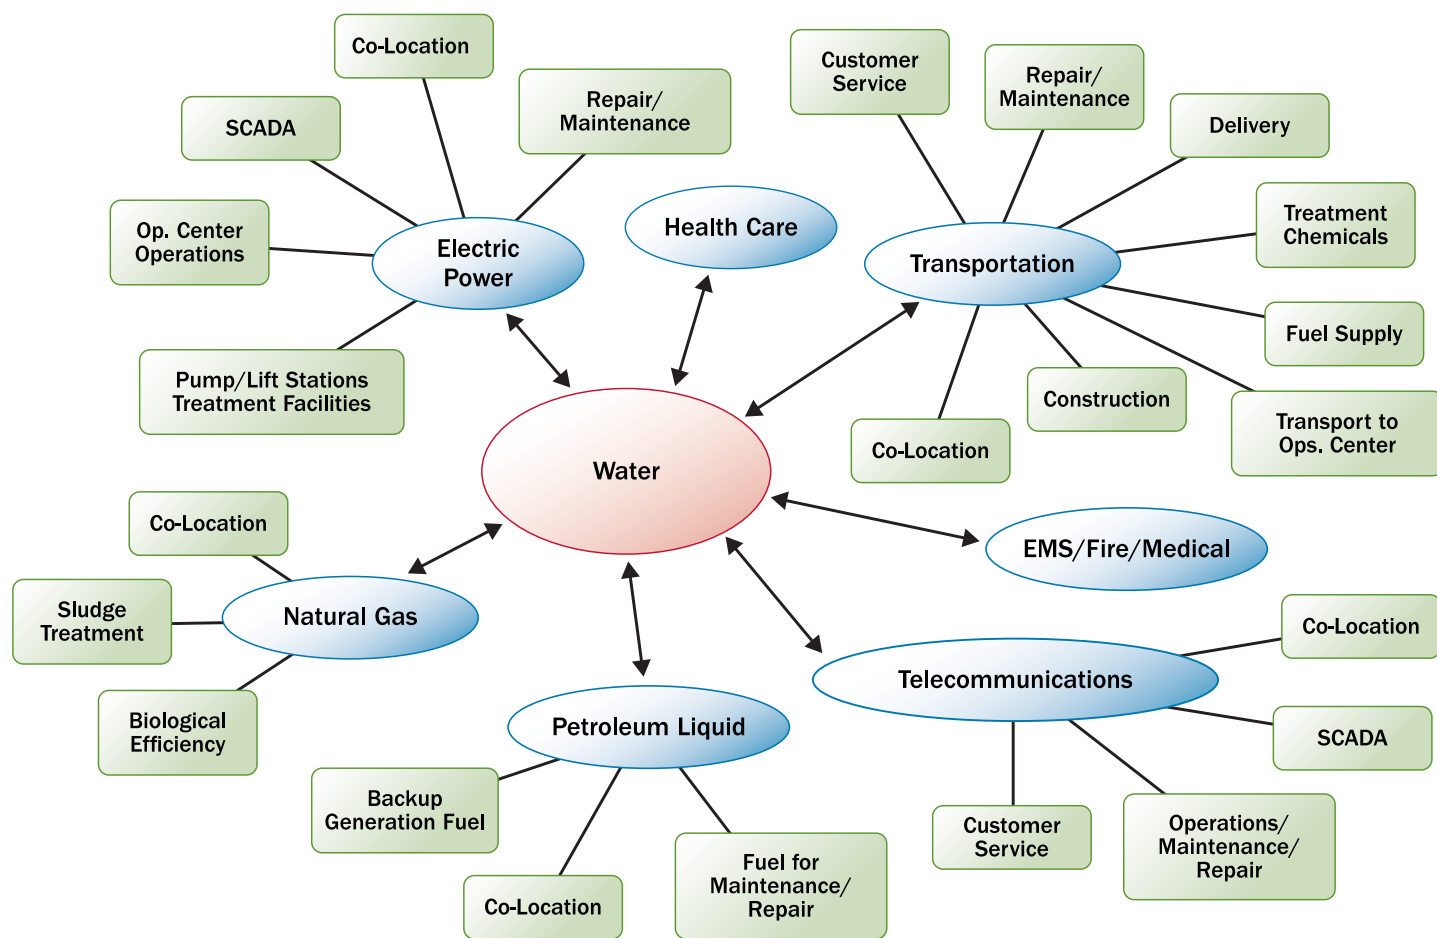 Co-Location
SCADA
Repair/
Maintenance
Op. Center
Operations
Electric
Power
Pump/Lift Stations
Treatment Facilities
Health Care
Customer
Service
Repair/
Maintenance
Delivery
Treatment
Chemicals
Transportation
Fuel Supply
Construction
Transport to
Ops. Center
Co-Location
Water
EMS/Fire/Medical
Co-Location
Sludge
Treatment
Natural Gas
Biological
Efficiency
Petroleum Liquid
Backup
Generation Fuel
Co-Location
Fuel for
Maintenance/
Repair
Telecommunications
Co-Location
SCADA
Customer
Service
Operations/
Maintenance/
Repair